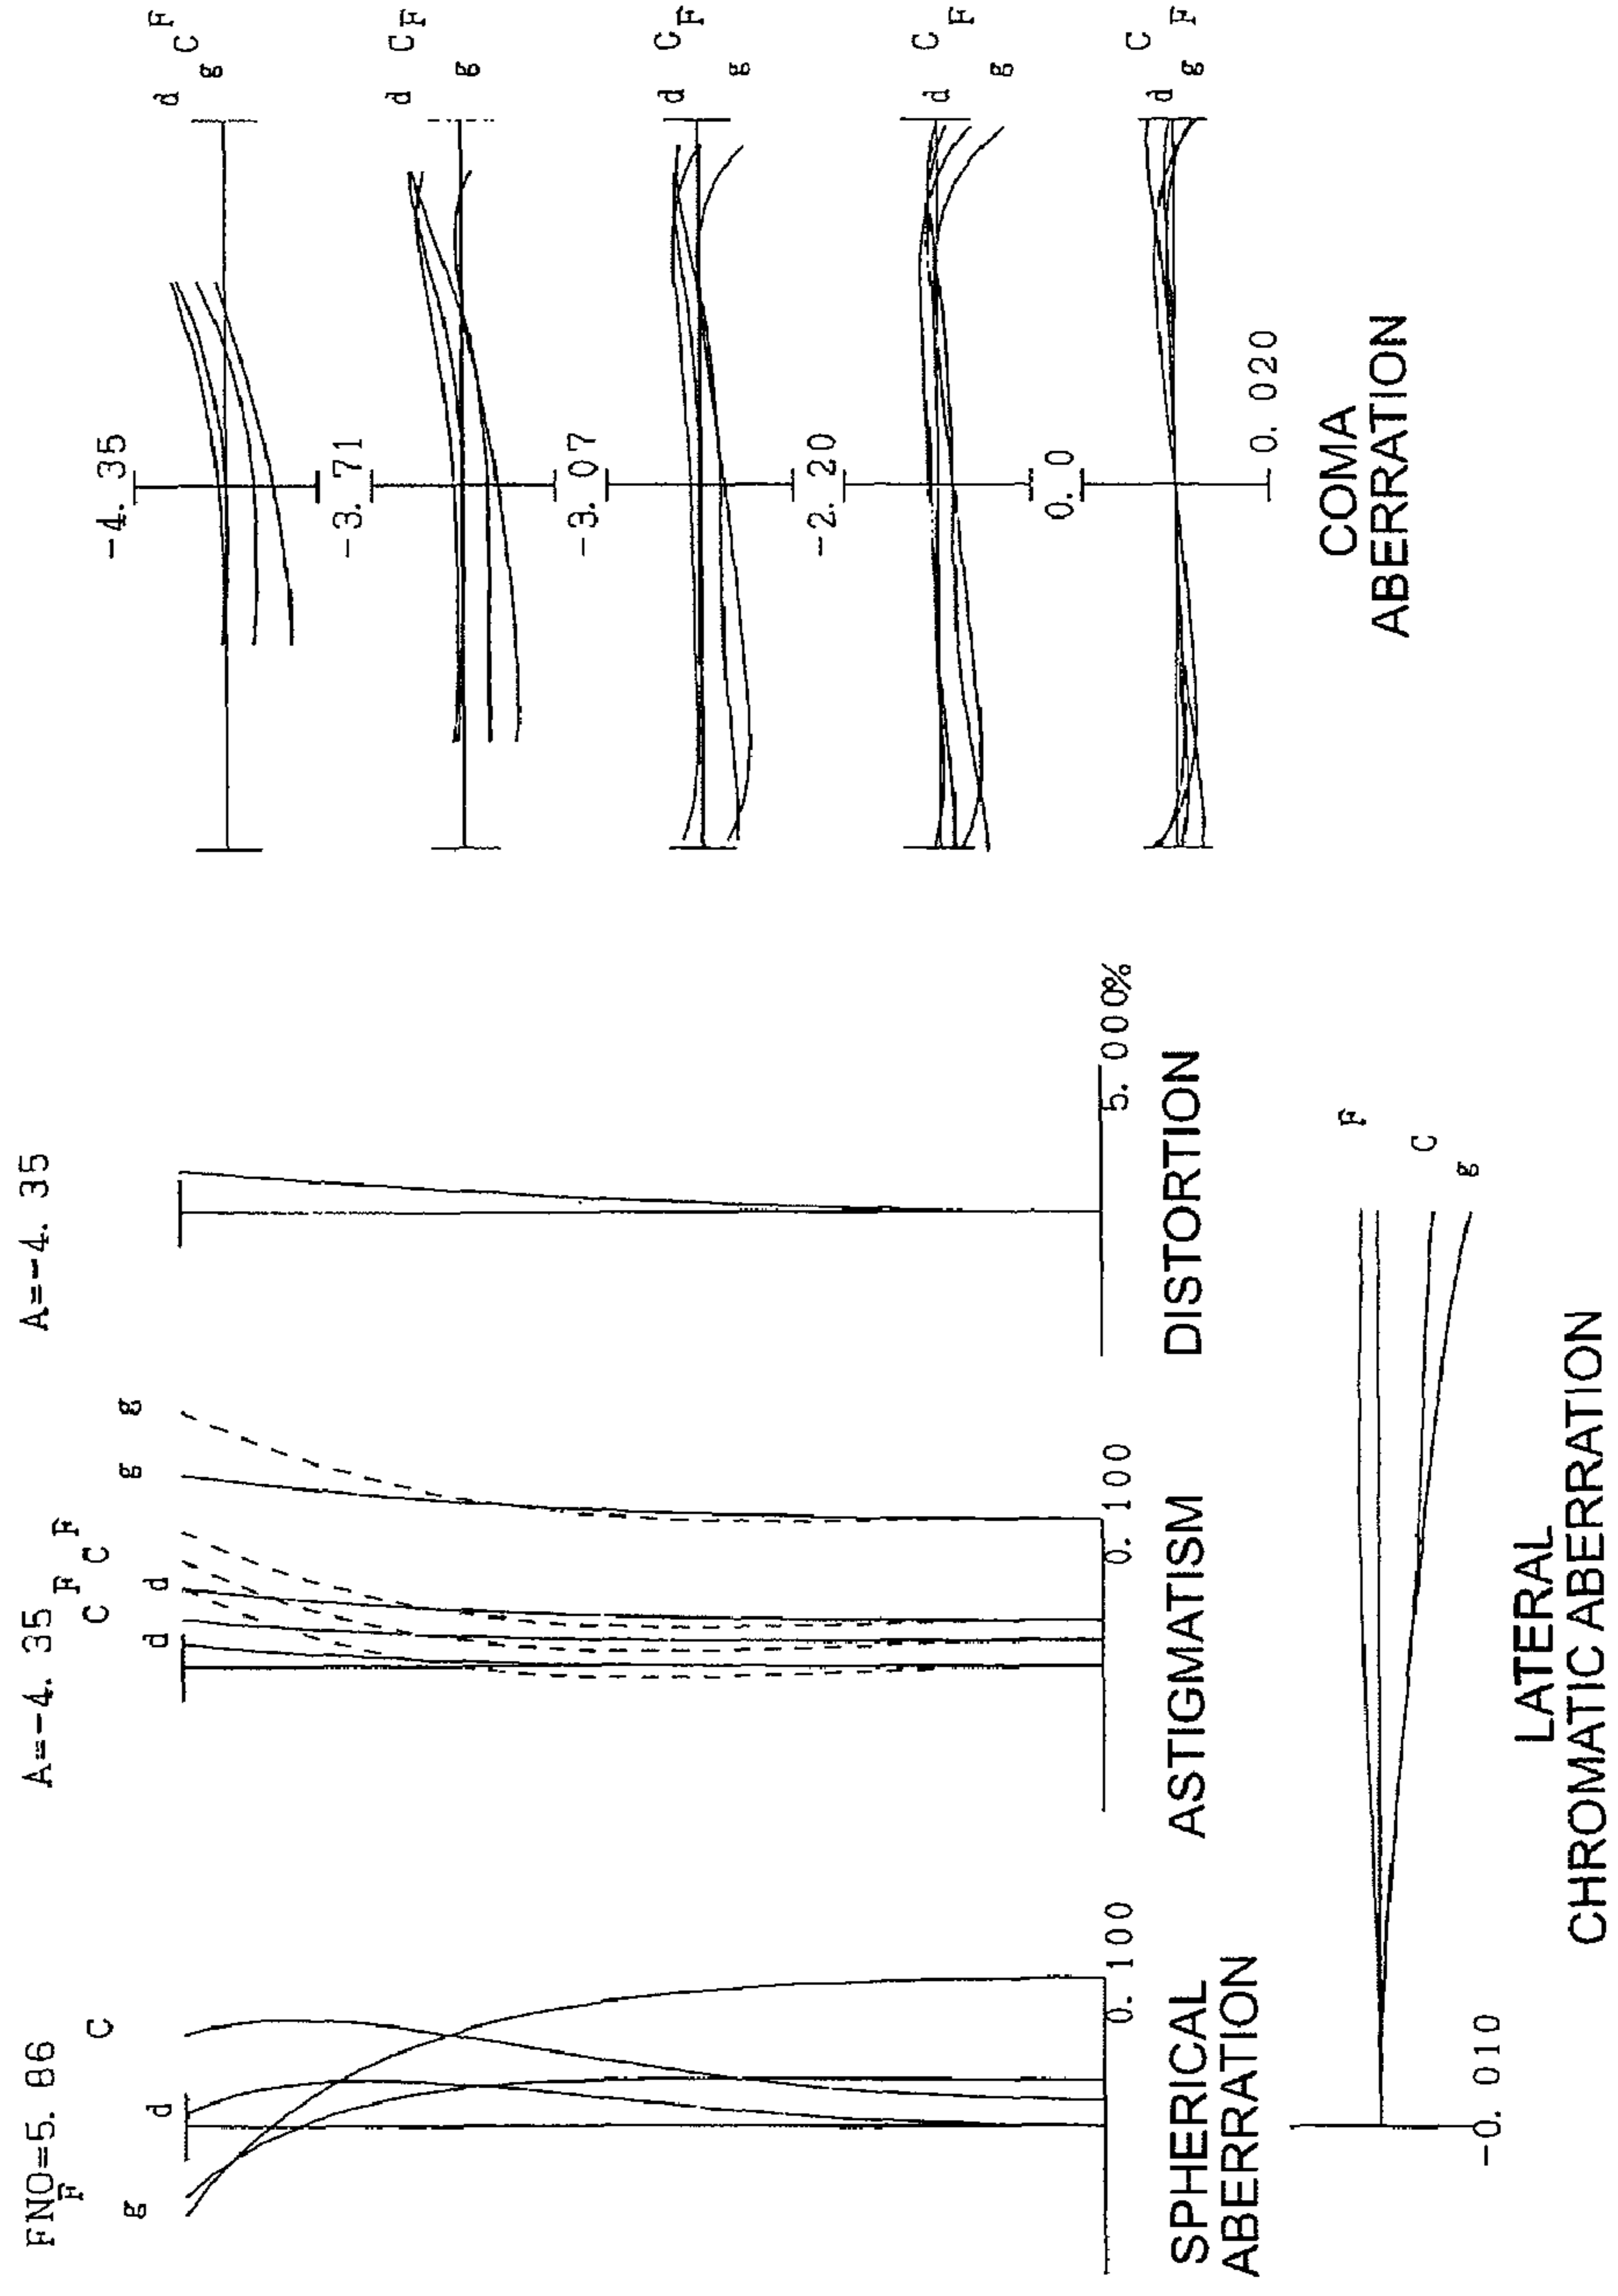 FNO=5.86
F
g
d
C
SPHERICAL
ABERRATION
0.100
A=-4.35
d
C
d
F
C
F
g
g
ASTIGMATISM
0.100
A=-4.35
DISTORTION
5.000%
-4.35
d
g
C
F
-3.71
d
g
C
F
-3.07
d
g
C
F
-2.20
d
g
C
F
0.0
d
g
C
F
0.020
COMA
ABERRATION
-0.010
F
C
g
LATERAL
CHROMATIC ABERRATION